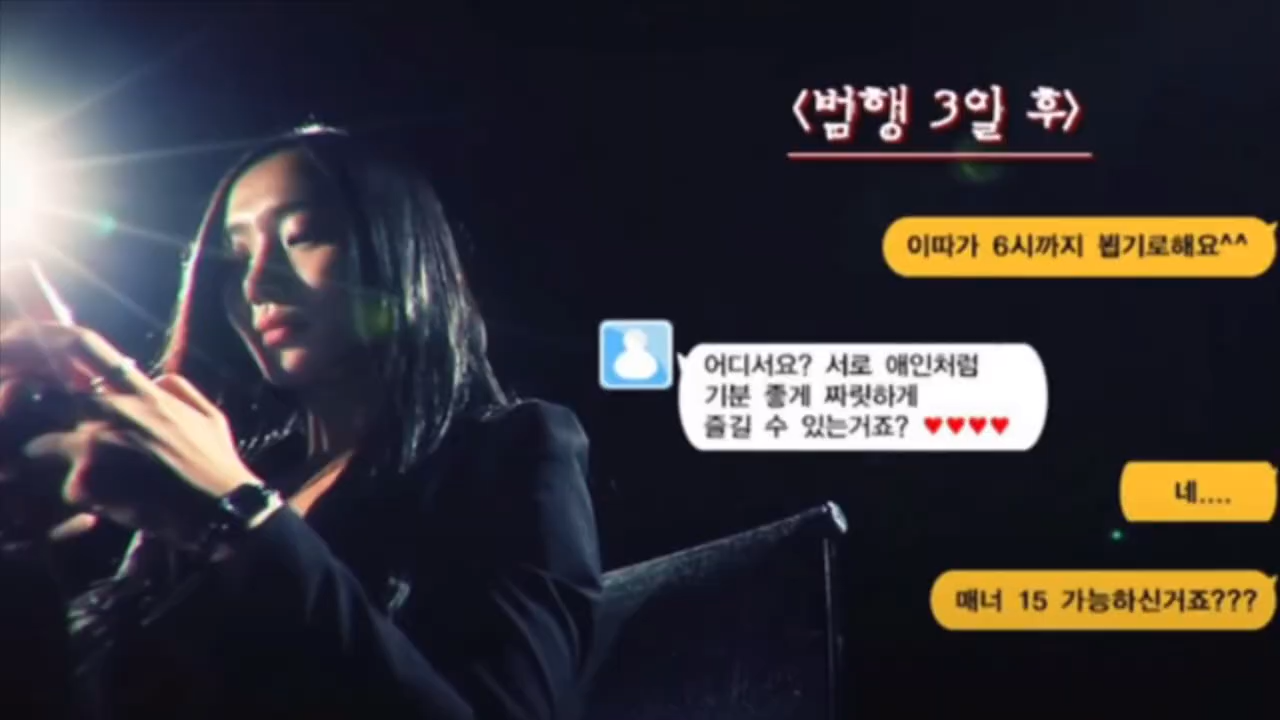 <범행 3일 후>
이따가 6시까지 뵙기로해요^^
어디서요? 서로 애인처럼
기분 좋게 짜릿하게
즐길 수 있는거죠? ♥♥♥♥
네....
매너 15 가능하신거죠???